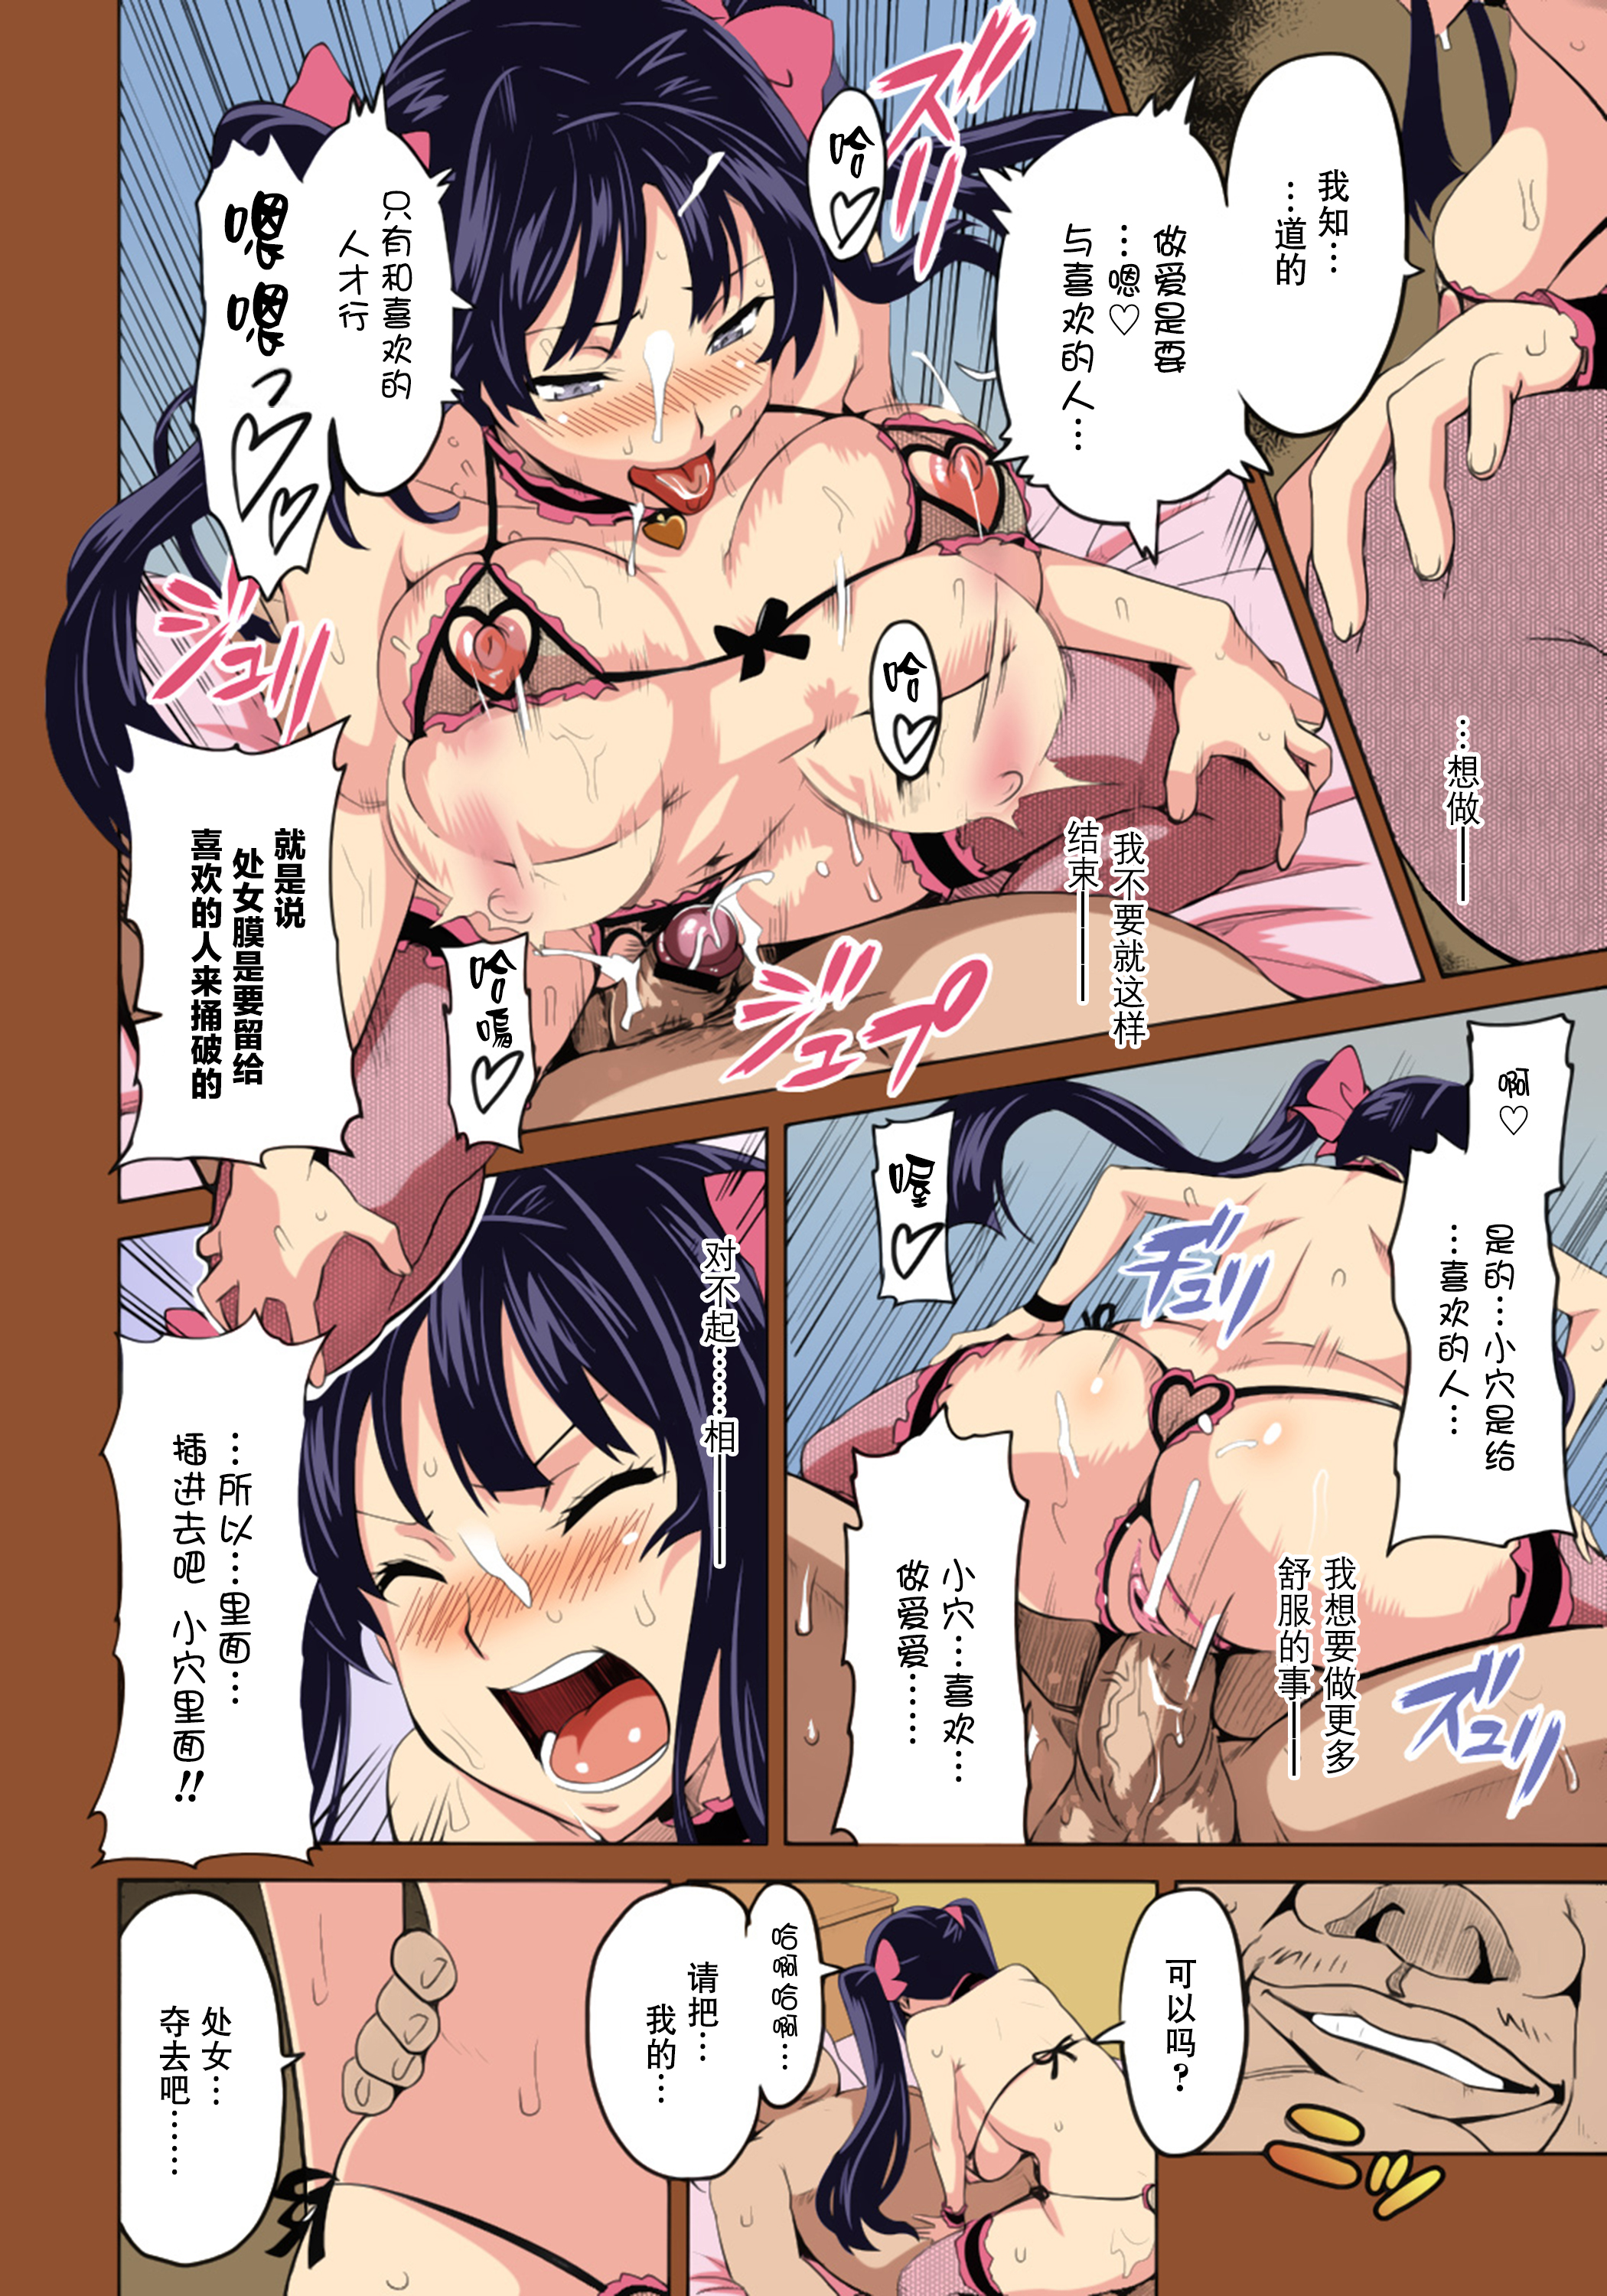 我知…
…道的
做爱是要
…嗯♡
与喜欢的人…
ズリ
哈♡
只有和喜欢的
人才行
嗯嗯っ♡♡
ジュリ
…想做——
哈♡
我不要就这样
结束———
就是说
处女膜是要留给
喜欢的人来捅破的
哈嗚♡
ジュプ
啊♡
是的…小穴是给
…喜欢的人…
喔♡
ヂュリ
我想要做更多
舒服的事——
ズュリ
小穴…喜欢…
做爱爱……
对不起……相———
…所以…里面…
插进去吧 小穴里面!!
ニッ
可以吗?
哈啊哈啊…
请把…
我的…
处女…
夺去吧……